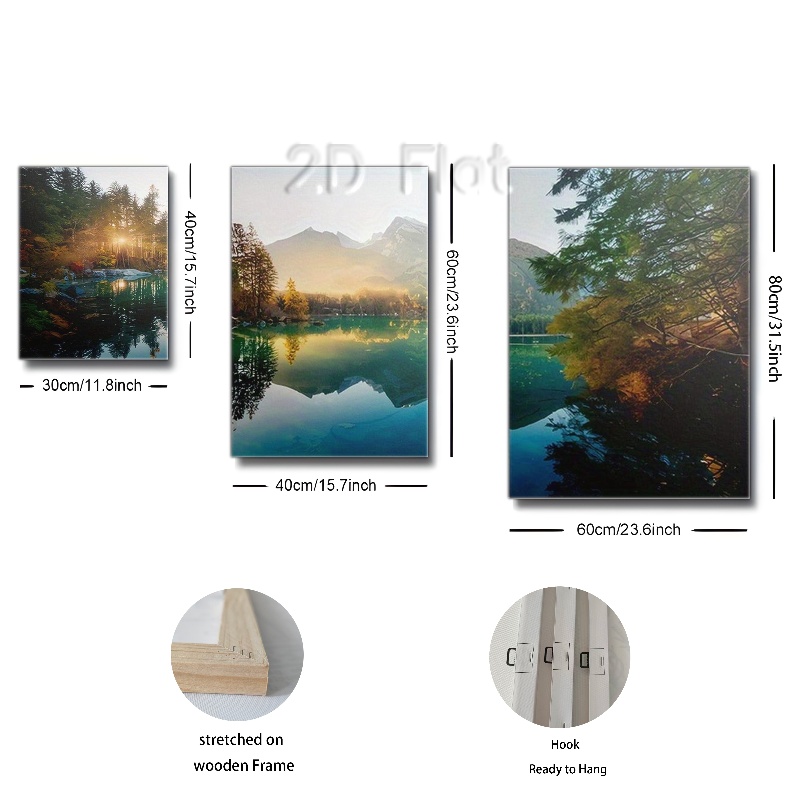 2D Flat
40cm/15.7inch
30cm/11.8inch
60cm/23.6inch
40cm/15.7inch
80cm/31.5inch
60cm/23.6inch
stretched on
wooden Frame
Hook
Ready to Hang